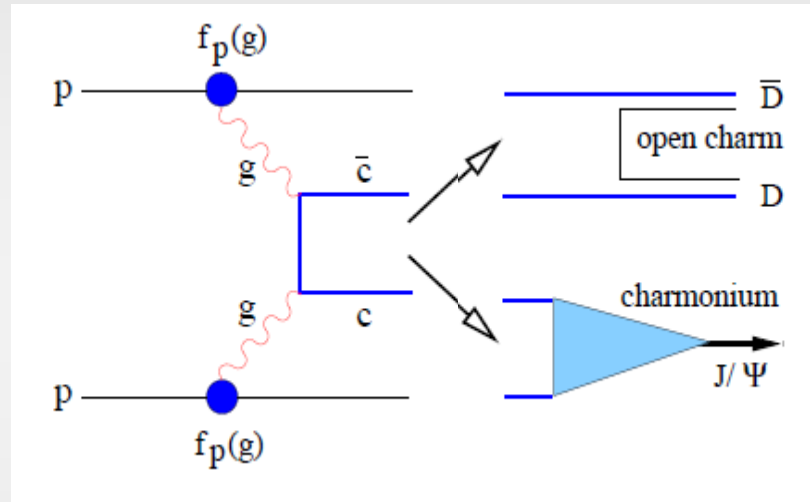 f_p(g)
p
D̅
open charm
g
c̅
D
g
c
charmonium
J/ Ψ
p
f_p(g)